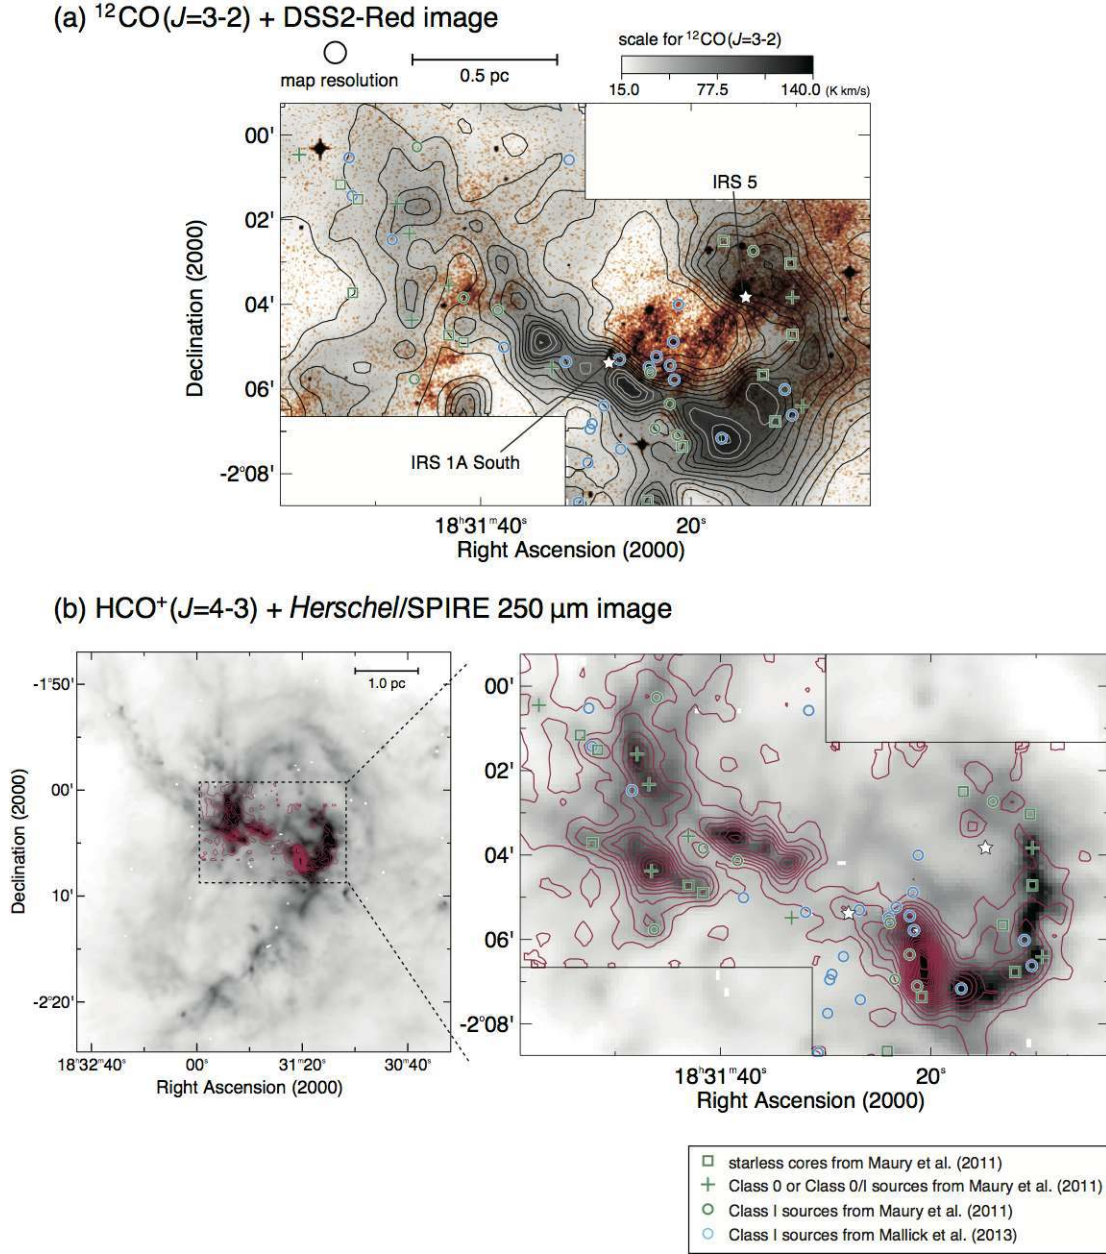 (a) ¹²CO(J=3-2) + DSS2-Red image
map resolution
0.5 pc
scale for ¹²CO(J=3-2)
15.0 77.5 140.0 (K km/s)
00'
02'
04'
06'
-2°08'
Declination (2000)
IRS 5
IRS 1A South
18ʰ31ᵐ40ˢ 20ˢ
Right Ascension (2000)
(b) HCO⁺(J=4-3) + Herschel/SPIRE 250 μm image
1.0 pc
-1°50'
00'
10'
-2°20'
Declination (2000)
18ʰ32ᵐ40ˢ 00ˢ 31ᵐ20ˢ 30ᵐ40ˢ
Right Ascension (2000)
00'
02'
04'
06'
-2°08'
18ʰ31ᵐ40ˢ 20ˢ
Right Ascension (2000)
starless cores from Maury et al. (2011)
Class 0 or Class 0/I sources from Maury et al. (2011)
Class I sources from Maury et al. (2011)
Class I sources from Mallick et al. (2013)